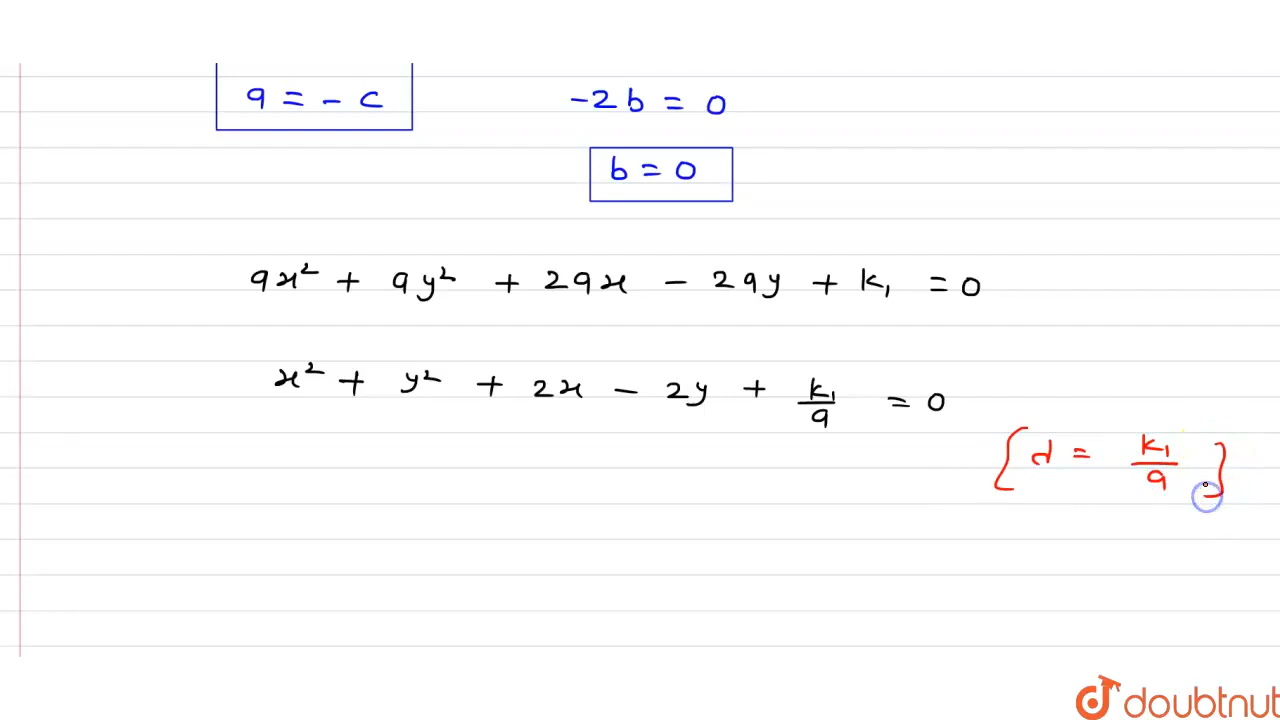 a = - c
-2b = 0
b = 0
ax² + ay² + 2ax - 2ay + k₁ = 0
x² + y² + 2x - 2y + k₁/a = 0
[d = k₁/a]
doubtnut